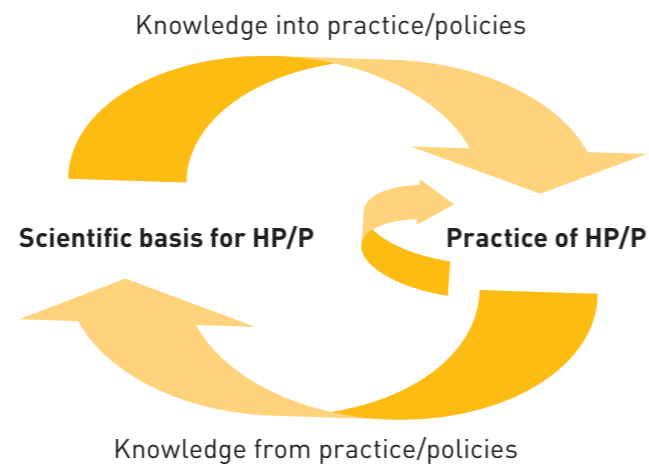 Knowledge into practice/policies
Scientific basis for HP/P
Practice of HP/P
Knowledge from practice/policies